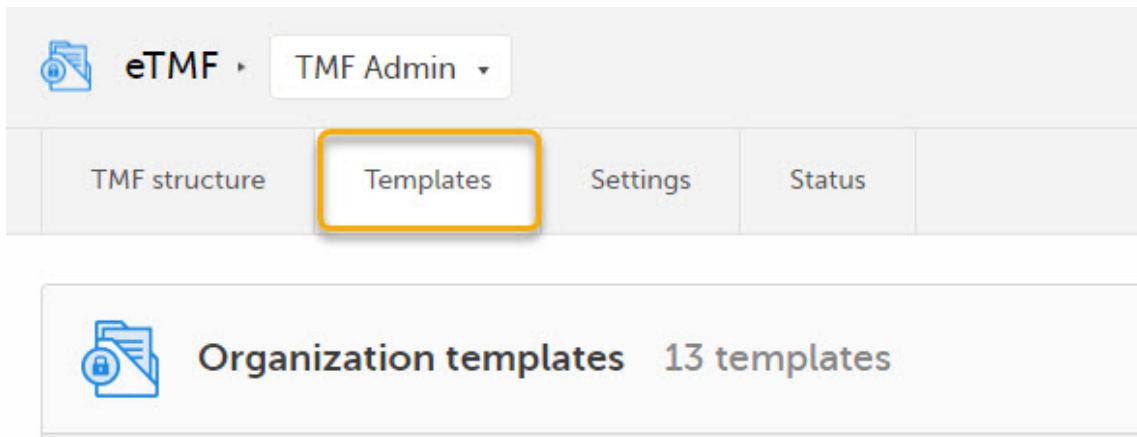 eTMF TMF Admin
TMF structure Templates Settings Status
Organization templates 13 templates